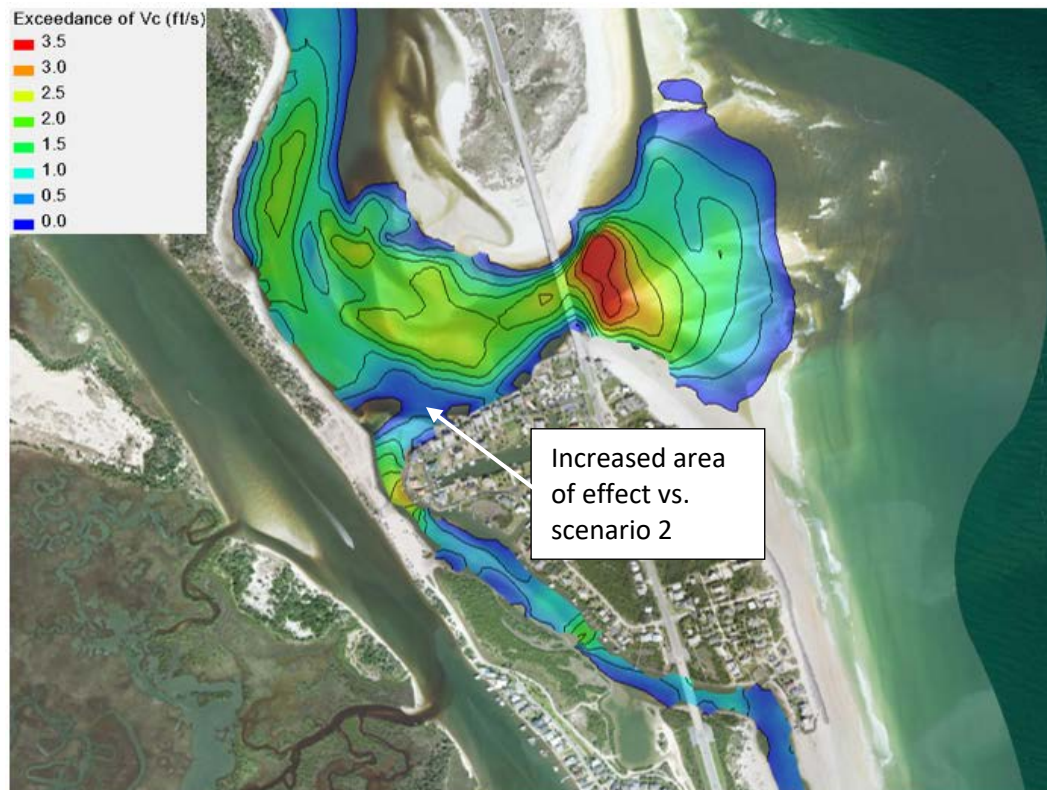 Exceedance of Vc (ft/s)
3.5
3.0
2.5
2.0
1.5
1.0
0.5
0.0
Increased area
of effect vs.
scenario 2